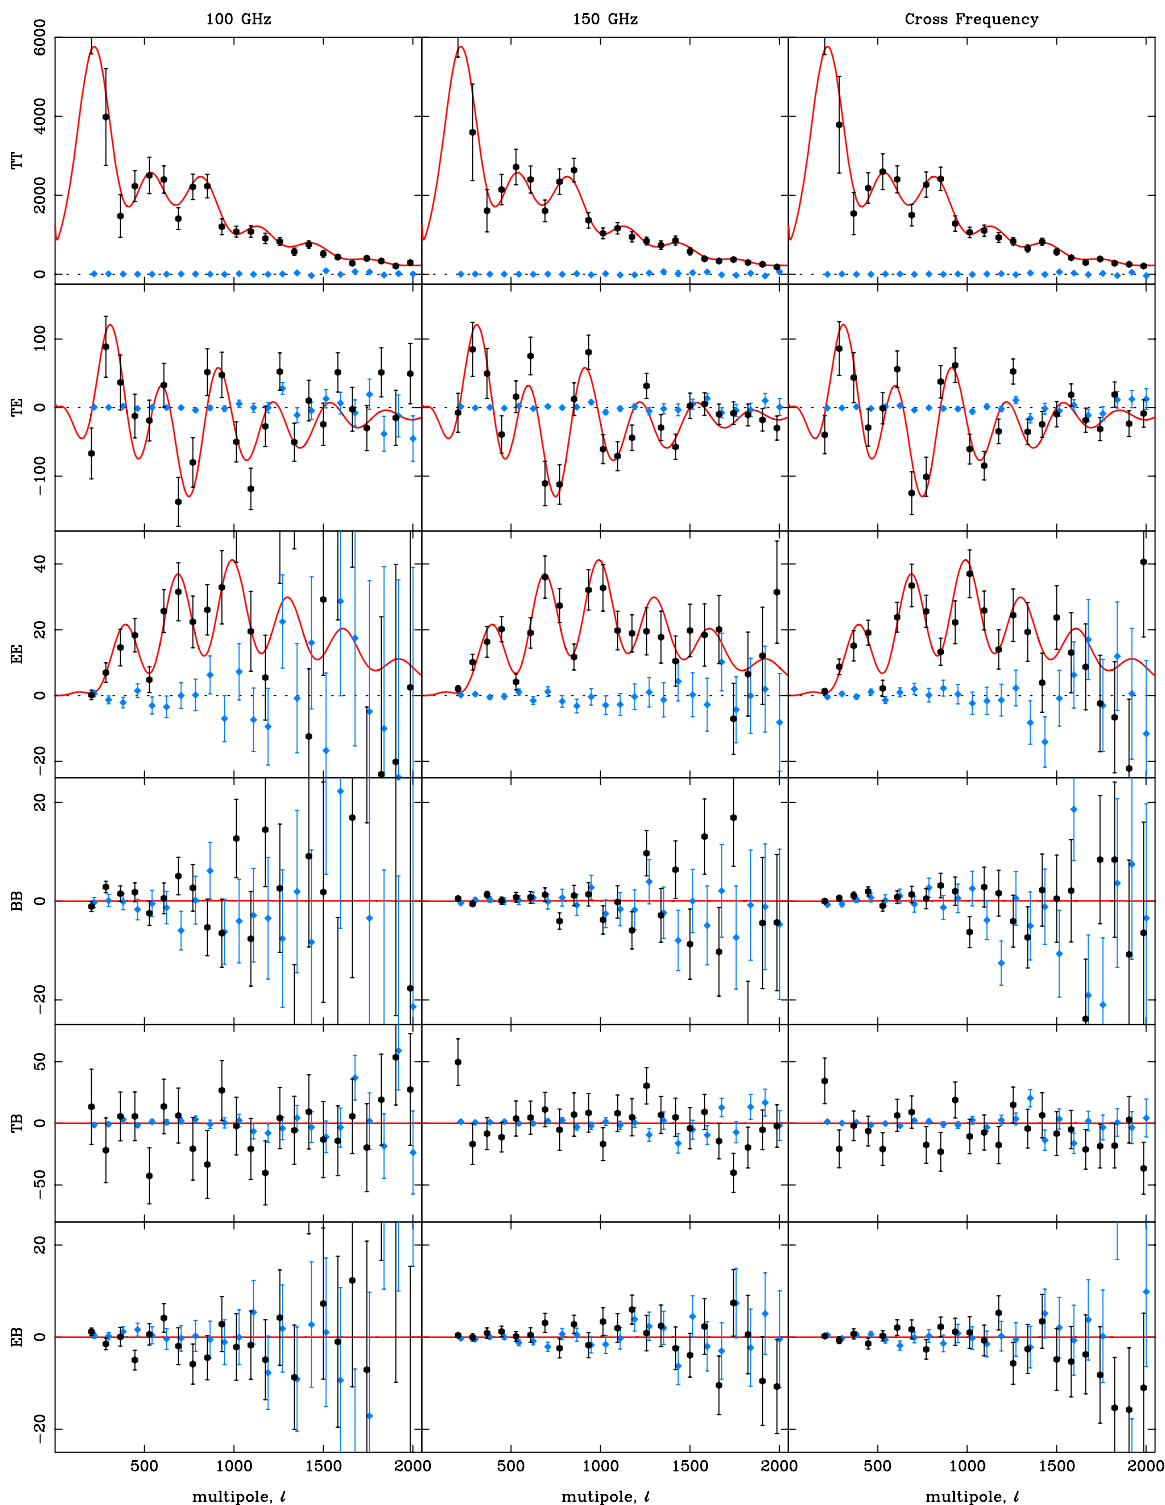 100 GHz 150 GHz Cross Frequency
6000
4000
TT
2000
0
100
TE
0
−100
40
EE
20
0
−20
20
BB
0
−20
50
TB
0
−50
20
EB
0
−20
500 1000 1500 2000 500 1000 1500 2000 500 1000 1500 2000
multipole, l mutipole, l multipole, l